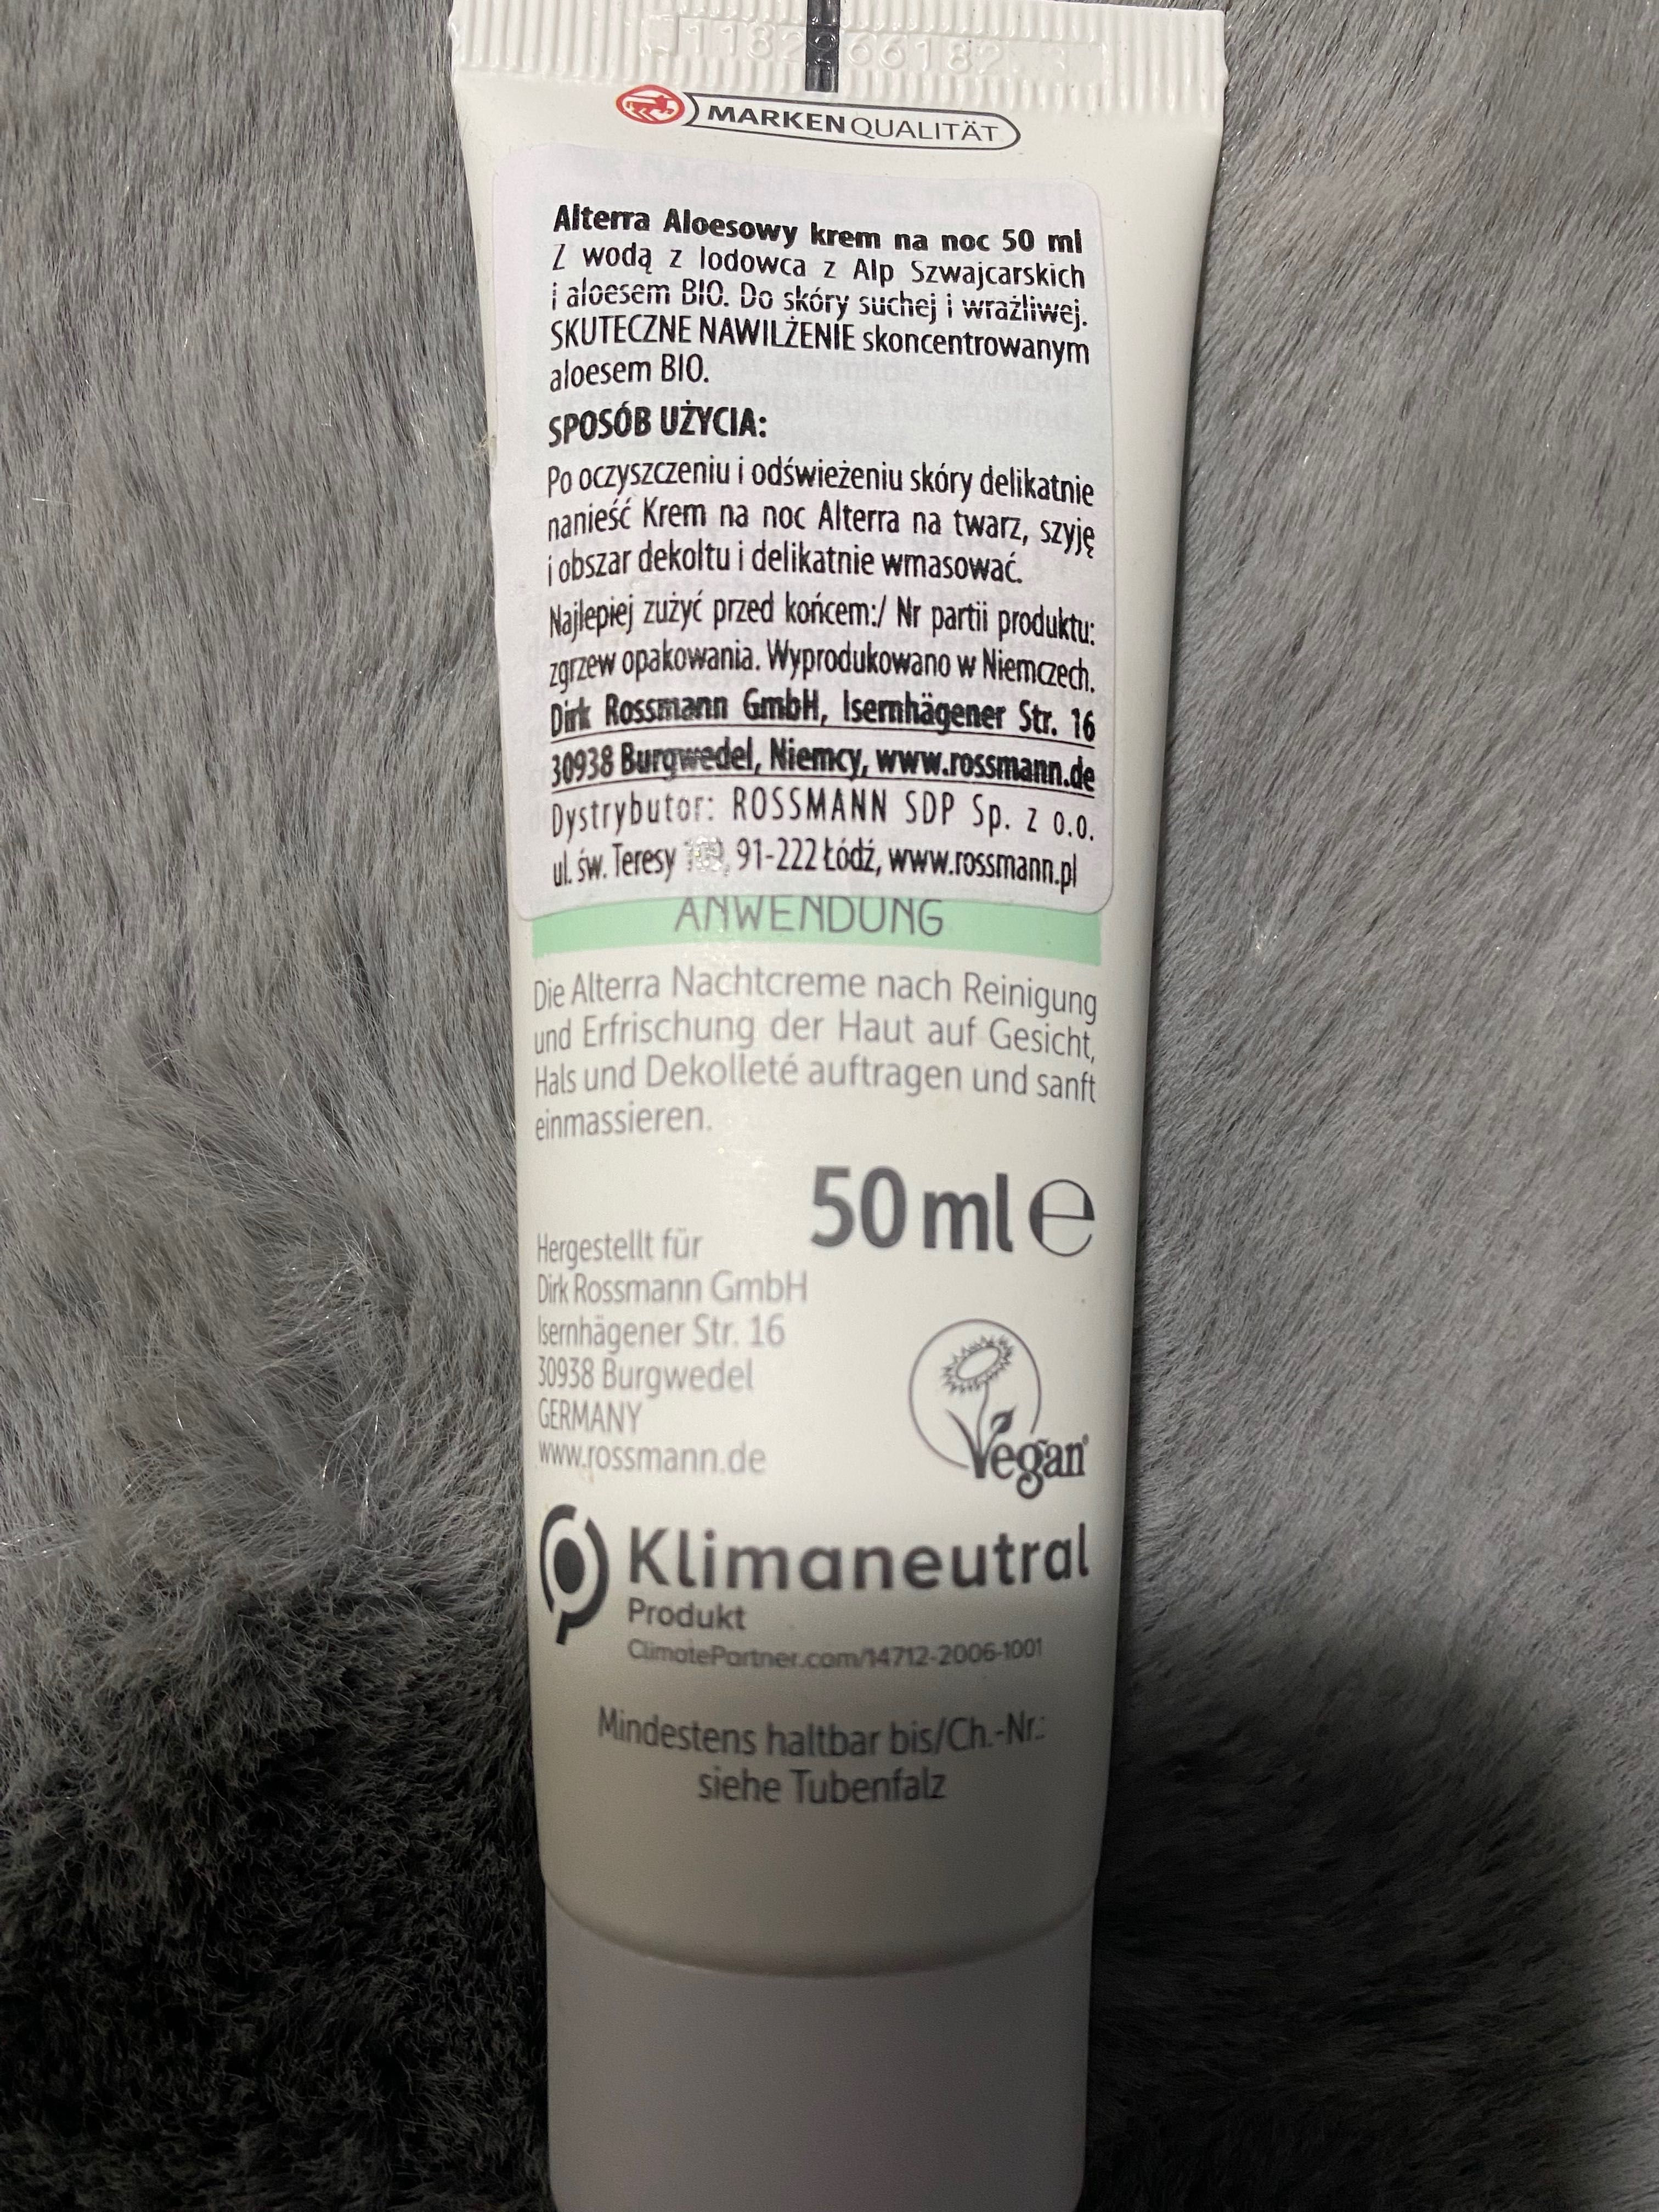 MARKENQUALITÄT
Alterra Aloesowy krem na noc 50 ml
Z wodą z lodowca z Alp Szwajcarskich
i aloesem BIO. Do skóry suchej i wrażliwej.
SKUTECZNE NAWILŻENIE skoncentrowanym
aloesem BIO.
SPOSÓB UŻYCIA:
Po oczyszczeniu i odświeżeniu skóry delikatnie
nanieść Krem na noc Alterra na twarz, szyję
i obszar dekoltu i delikatnie wmasować.
Najlepiej zużyć przed końcem:/ Nr partii produktu:
zgrzew opakowania. Wyprodukowano w Niemczech.
Dirk Rossmann GmbH, Isernhägener Str. 16
30938 Burgwedel, Niemcy, www.rossmann.de
Dystrybutor: ROSSMANN SDP Sp. z o.o.
ul. św. Teresy 91-222 Łódź, www.rossmann.pl
ANWENDUNG
Die Alterra Nachtcreme nach Reinigung
und Erfrischung der Haut auf Gesicht,
Hals und Dekolleté auftragen und sanft
einmassieren.
50 ml e
Hergestellt für
Dirk Rossmann GmbH
Isernhägener Str. 16
30938 Burgwedel
GERMANY
www.rossmann.de
Vegan
Klimaneutral
Produkt
ClimatePartner.com/14712-2006-1001
Mindestens haltbar bis/Ch.-Nr.:
siehe Tubenfalz